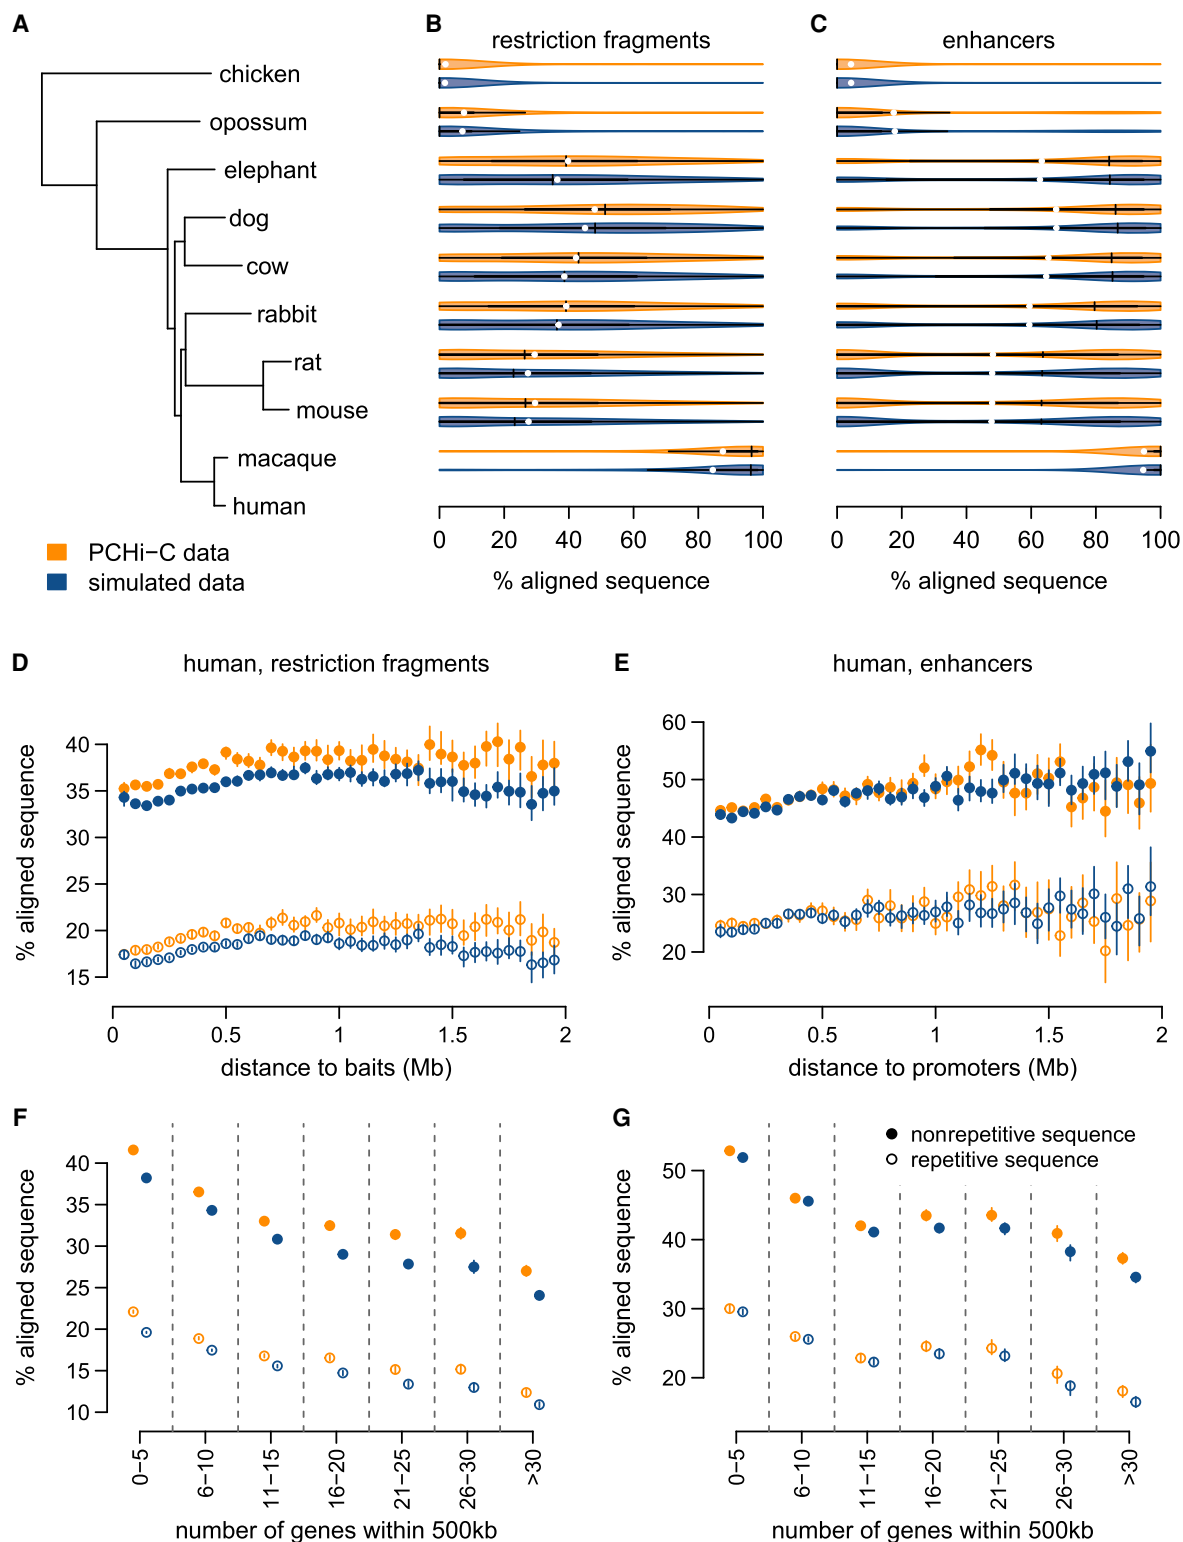 A
B
restriction fragments
C
enhancers
chicken
opossum
elephant
dog
cow
rabbit
rat
mouse
macaque
human
0 20 40 60 80 100
% aligned sequence
0 20 40 60 80 100
% aligned sequence
PCHi−C data
simulated data
D
human, restriction fragments
% aligned sequence
40
35
30
25
20
15
0 0.5 1 1.5 2
distance to baits (Mb)
E
human, enhancers
% aligned sequence
60
50
40
30
20
0 0.5 1 1.5 2
distance to promoters (Mb)
F
% aligned sequence
40
35
30
25
20
15
10
0−5
6−10
11−15
16−20
21−25
26−30
>30
number of genes within 500kb
G
nonrepetitive sequence
repetitive sequence
% aligned sequence
50
40
30
20
0−5
6−10
11−15
16−20
21−25
26−30
>30
number of genes within 500kb